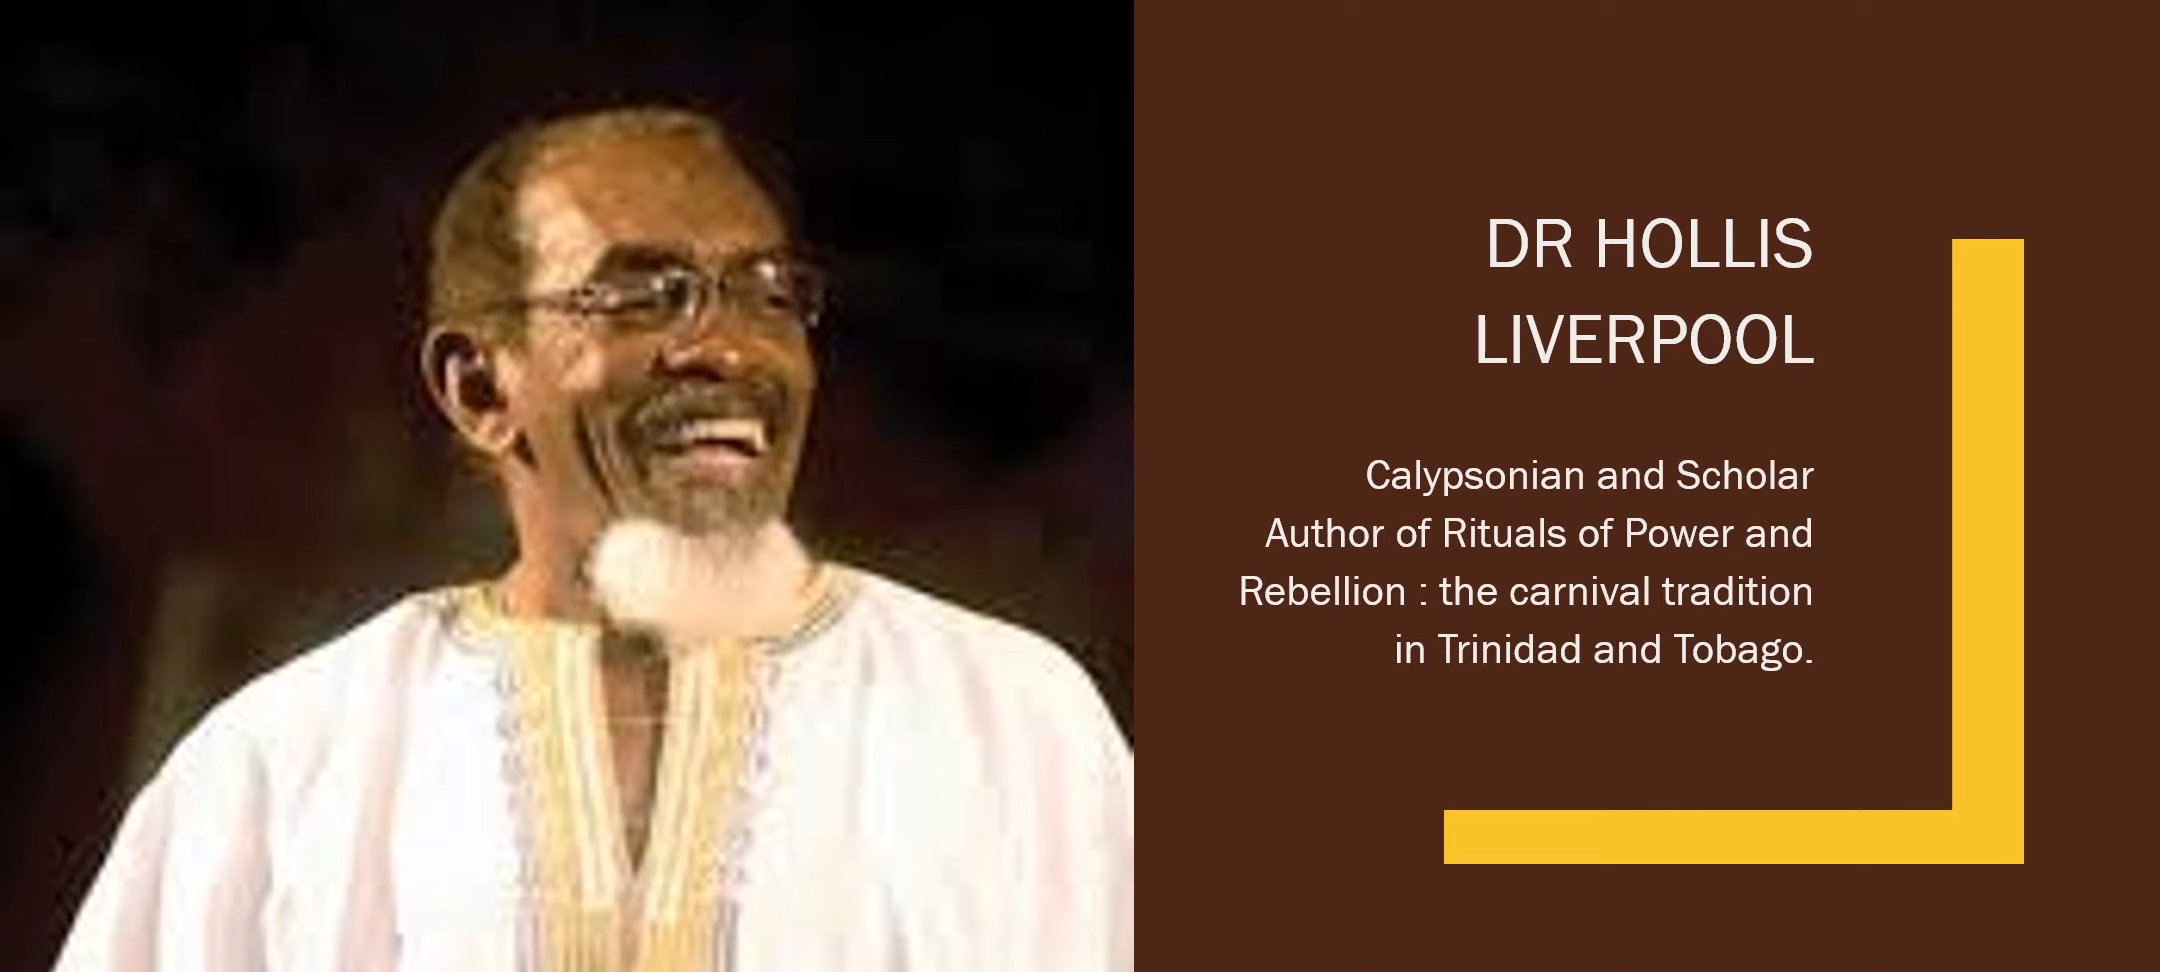 DR HOLLIS
LIVERPOOL
Calypsonian and Scholar
Author of Rituals of Power and
Rebellion : the carnival tradition
in Trinidad and Tobago.